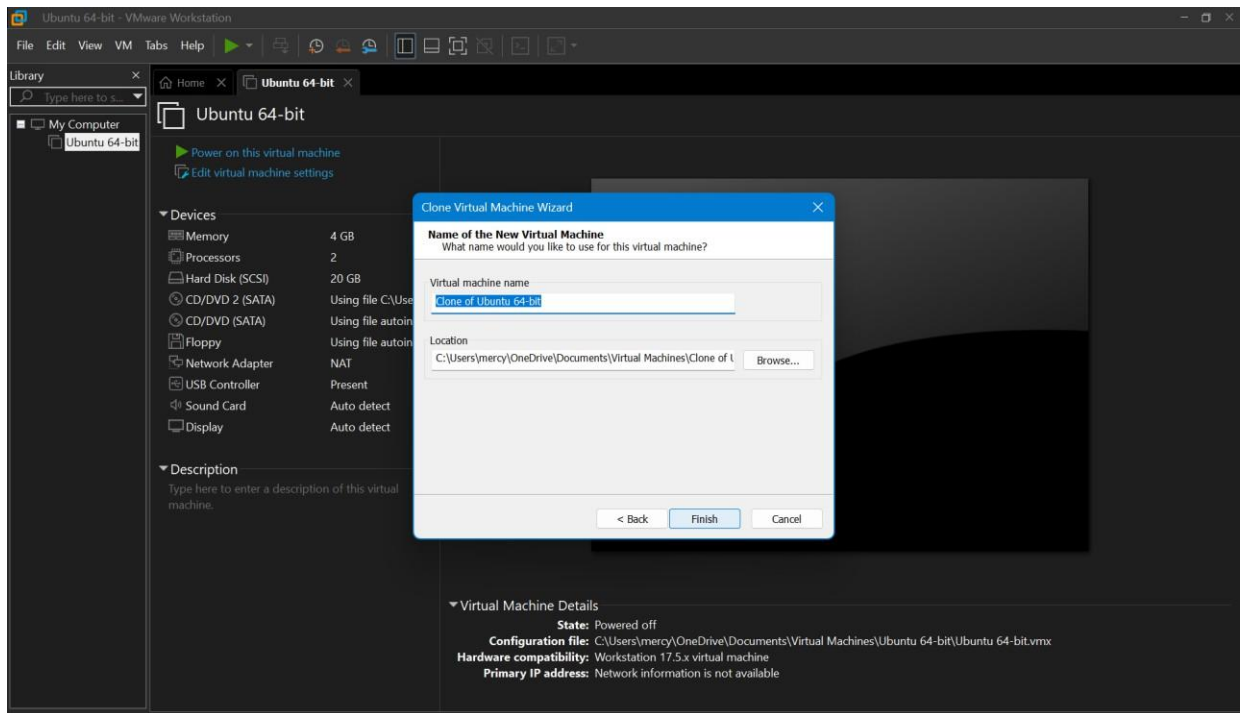 Ubuntu 64-bit - VMware Workstation
File Edit View VM Tabs Help
Library
Type here to s...
My Computer
Ubuntu 64-bit
Home
Ubuntu 64-bit
Ubuntu 64-bit
Power on this virtual machine
Edit virtual machine settings
Devices
Memory 4 GB
Processors 2
Hard Disk (SCSI) 20 GB
CD/DVD 2 (SATA) Using file C:\Use
CD/DVD (SATA) Using file autoin
Floppy Using file autoin
Network Adapter NAT
USB Controller Present
Sound Card Auto detect
Display Auto detect
Description
Type here to enter a description of this virtual
machine.
Clone Virtual Machine Wizard
Name of the New Virtual Machine
What name would you like to use for this virtual machine?
Virtual machine name
Clone of Ubuntu 64-bit
Location
C:\Users\mercy\OneDrive\Documents\Virtual Machines\Clone of U
Browse...
< Back Finish Cancel
Virtual Machine Details
State: Powered off
Configuration file: C:\Users\mercy\OneDrive\Documents\Virtual Machines\Ubuntu 64-bit\Ubuntu 64-bit.vmx
Hardware compatibility: Workstation 17.5.x virtual machine
Primary IP address: Network information is not available